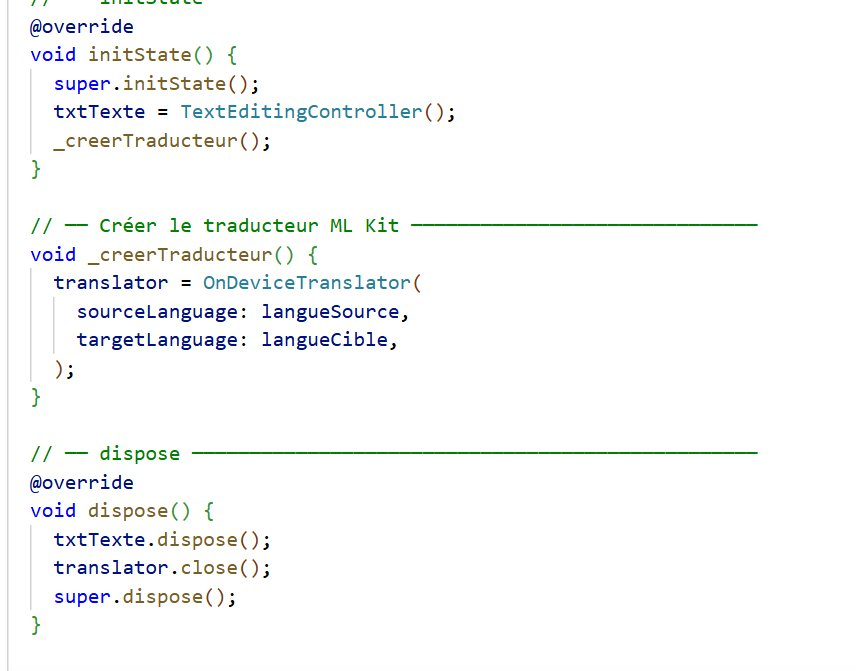 // ── initState
@override
void initState() {
super.initState();
txtTexte = TextEditingController();
_creerTraducteur();
}
// ── Créer le traducteur ML Kit ──────────────────────────────
void _creerTraducteur() {
translator = OnDeviceTranslator(
sourceLanguage: langueSource,
targetLanguage: langueCible,
);
}
// ── dispose ─────────────────────────────────────────────────
@override
void dispose() {
txtTexte.dispose();
translator.close();
super.dispose();
}